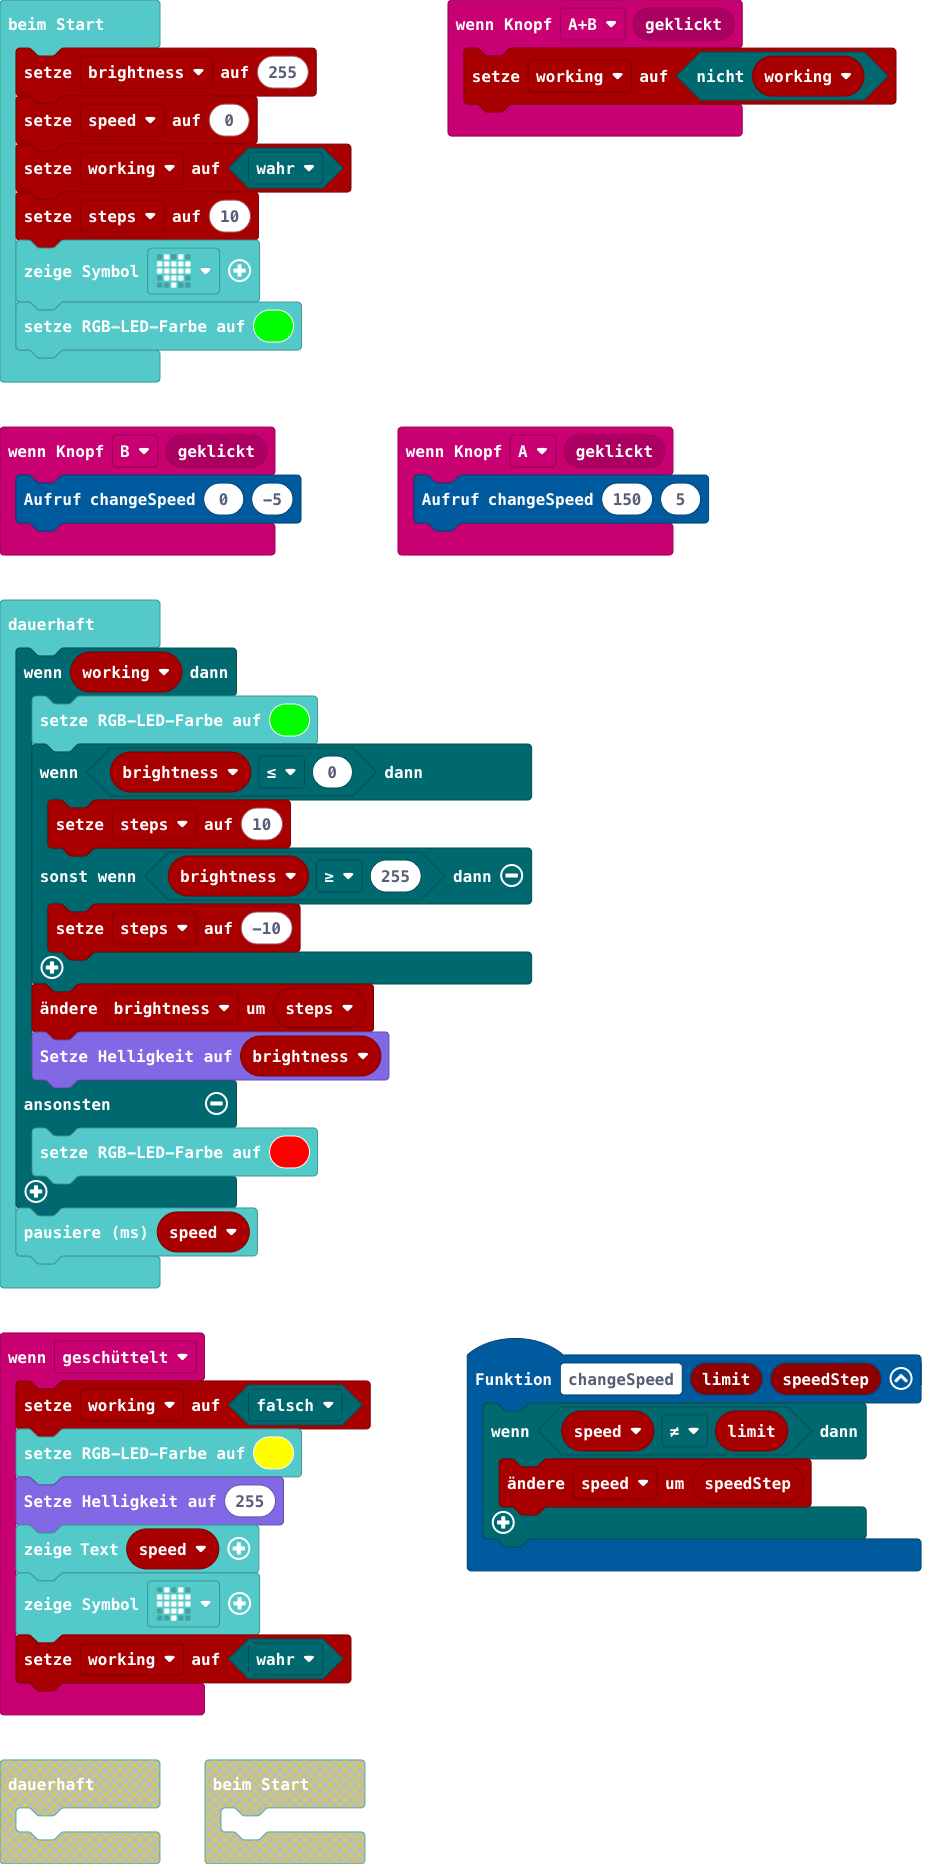 beim Start
setze brightness auf 255
setze speed auf 0
setze working auf wahr
setze steps auf 10
zeige Symbol
setze RGB-LED-Farbe auf
wenn Knopf A+B geklickt
setze working auf nicht working
wenn Knopf B geklickt
Aufruf changeSpeed 0 -5
wenn Knopf A geklickt
Aufruf changeSpeed 150 5
dauerhaft
wenn working dann
setze RGB-LED-Farbe auf
wenn brightness ≤ 0 dann
setze steps auf 10
sonst wenn brightness ≥ 255 dann
setze steps auf -10
ändere brightness um steps
Setze Helligkeit auf brightness
ansonsten
setze RGB-LED-Farbe auf
pausiere (ms) speed
wenn geschüttelt
setze working auf falsch
setze RGB-LED-Farbe auf
Setze Helligkeit auf 255
zeige Text speed
zeige Symbol
setze working auf wahr
Funktion changeSpeed limit speedStep
wenn speed ≠ limit dann
ändere speed um speedStep
dauerhaft
beim Start